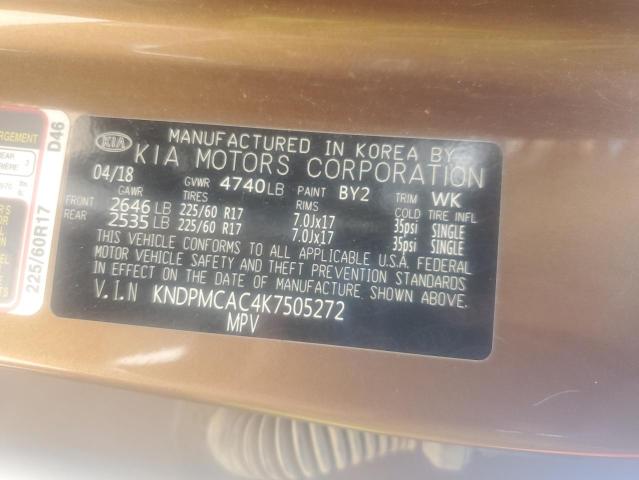 RGEMENT
D46
225/60R17
KIA
MANUFACTURED IN KOREA BY
KIA MOTORS CORPORATION
04/18 GVWR 4740LB PAINT BY2 TRIM WK
GAWR TIRES RIMS COLD TIRE INFL
FRONT 2646 LB 225/60 R17 7.0Jx17 35psi SINGLE
REAR 2535 LB 225/60 R17 7.0Jx17 35psi SINGLE
THIS VEHICLE CONFORMS TO ALL APPLICABLE U.S.A. FEDERAL
MOTOR VEHICLE SAFETY, BUMPER, AND THEFT PREVENTION STANDARDS
IN EFFECT ON THE DATE OF MANUFACTURE SHOWN ABOVE.
V.I.N KNDPMCAC4K7505272
MPV